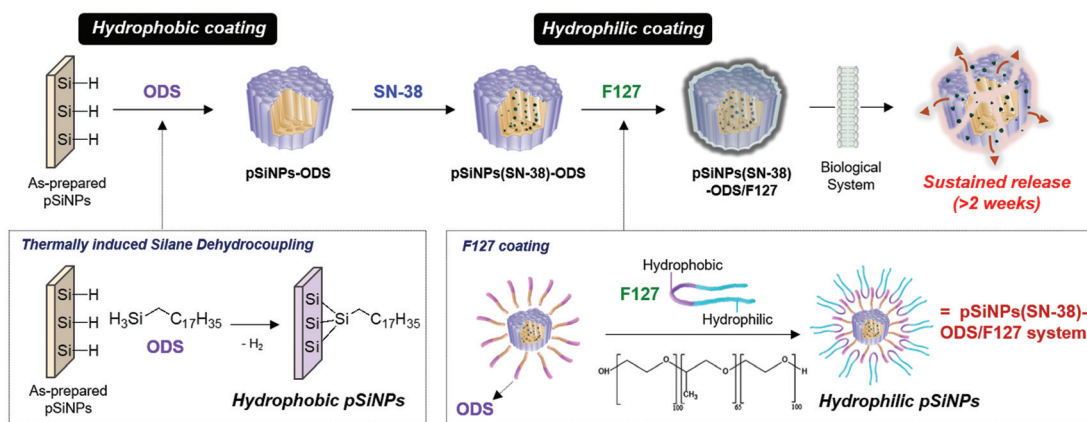 Hydrophobic coating
Hydrophilic coating
Si-H
Si-H
Si-H
As-prepared
pSiNPs
ODS
pSiNPs-ODS
SN-38
pSiNPs(SN-38)-ODS
F127
pSiNPs(SN-38)
-ODS/F127
Biological
System
Sustained release
(>2 weeks)
Thermally induced Silane Dehydrocoupling
Si-H
Si-H
Si-H
As-prepared
pSiNPs
H3Si
C17H35
ODS
- H2
Si
Si
Si
Si
C17H35
Hydrophobic pSiNPs
F127 coating
ODS
Hydrophobic
F127
Hydrophilic
OH
O
100
CH3
O
65
O
H
100
Hydrophilic pSiNPs
= pSiNPs(SN-38)-
ODS/F127 system